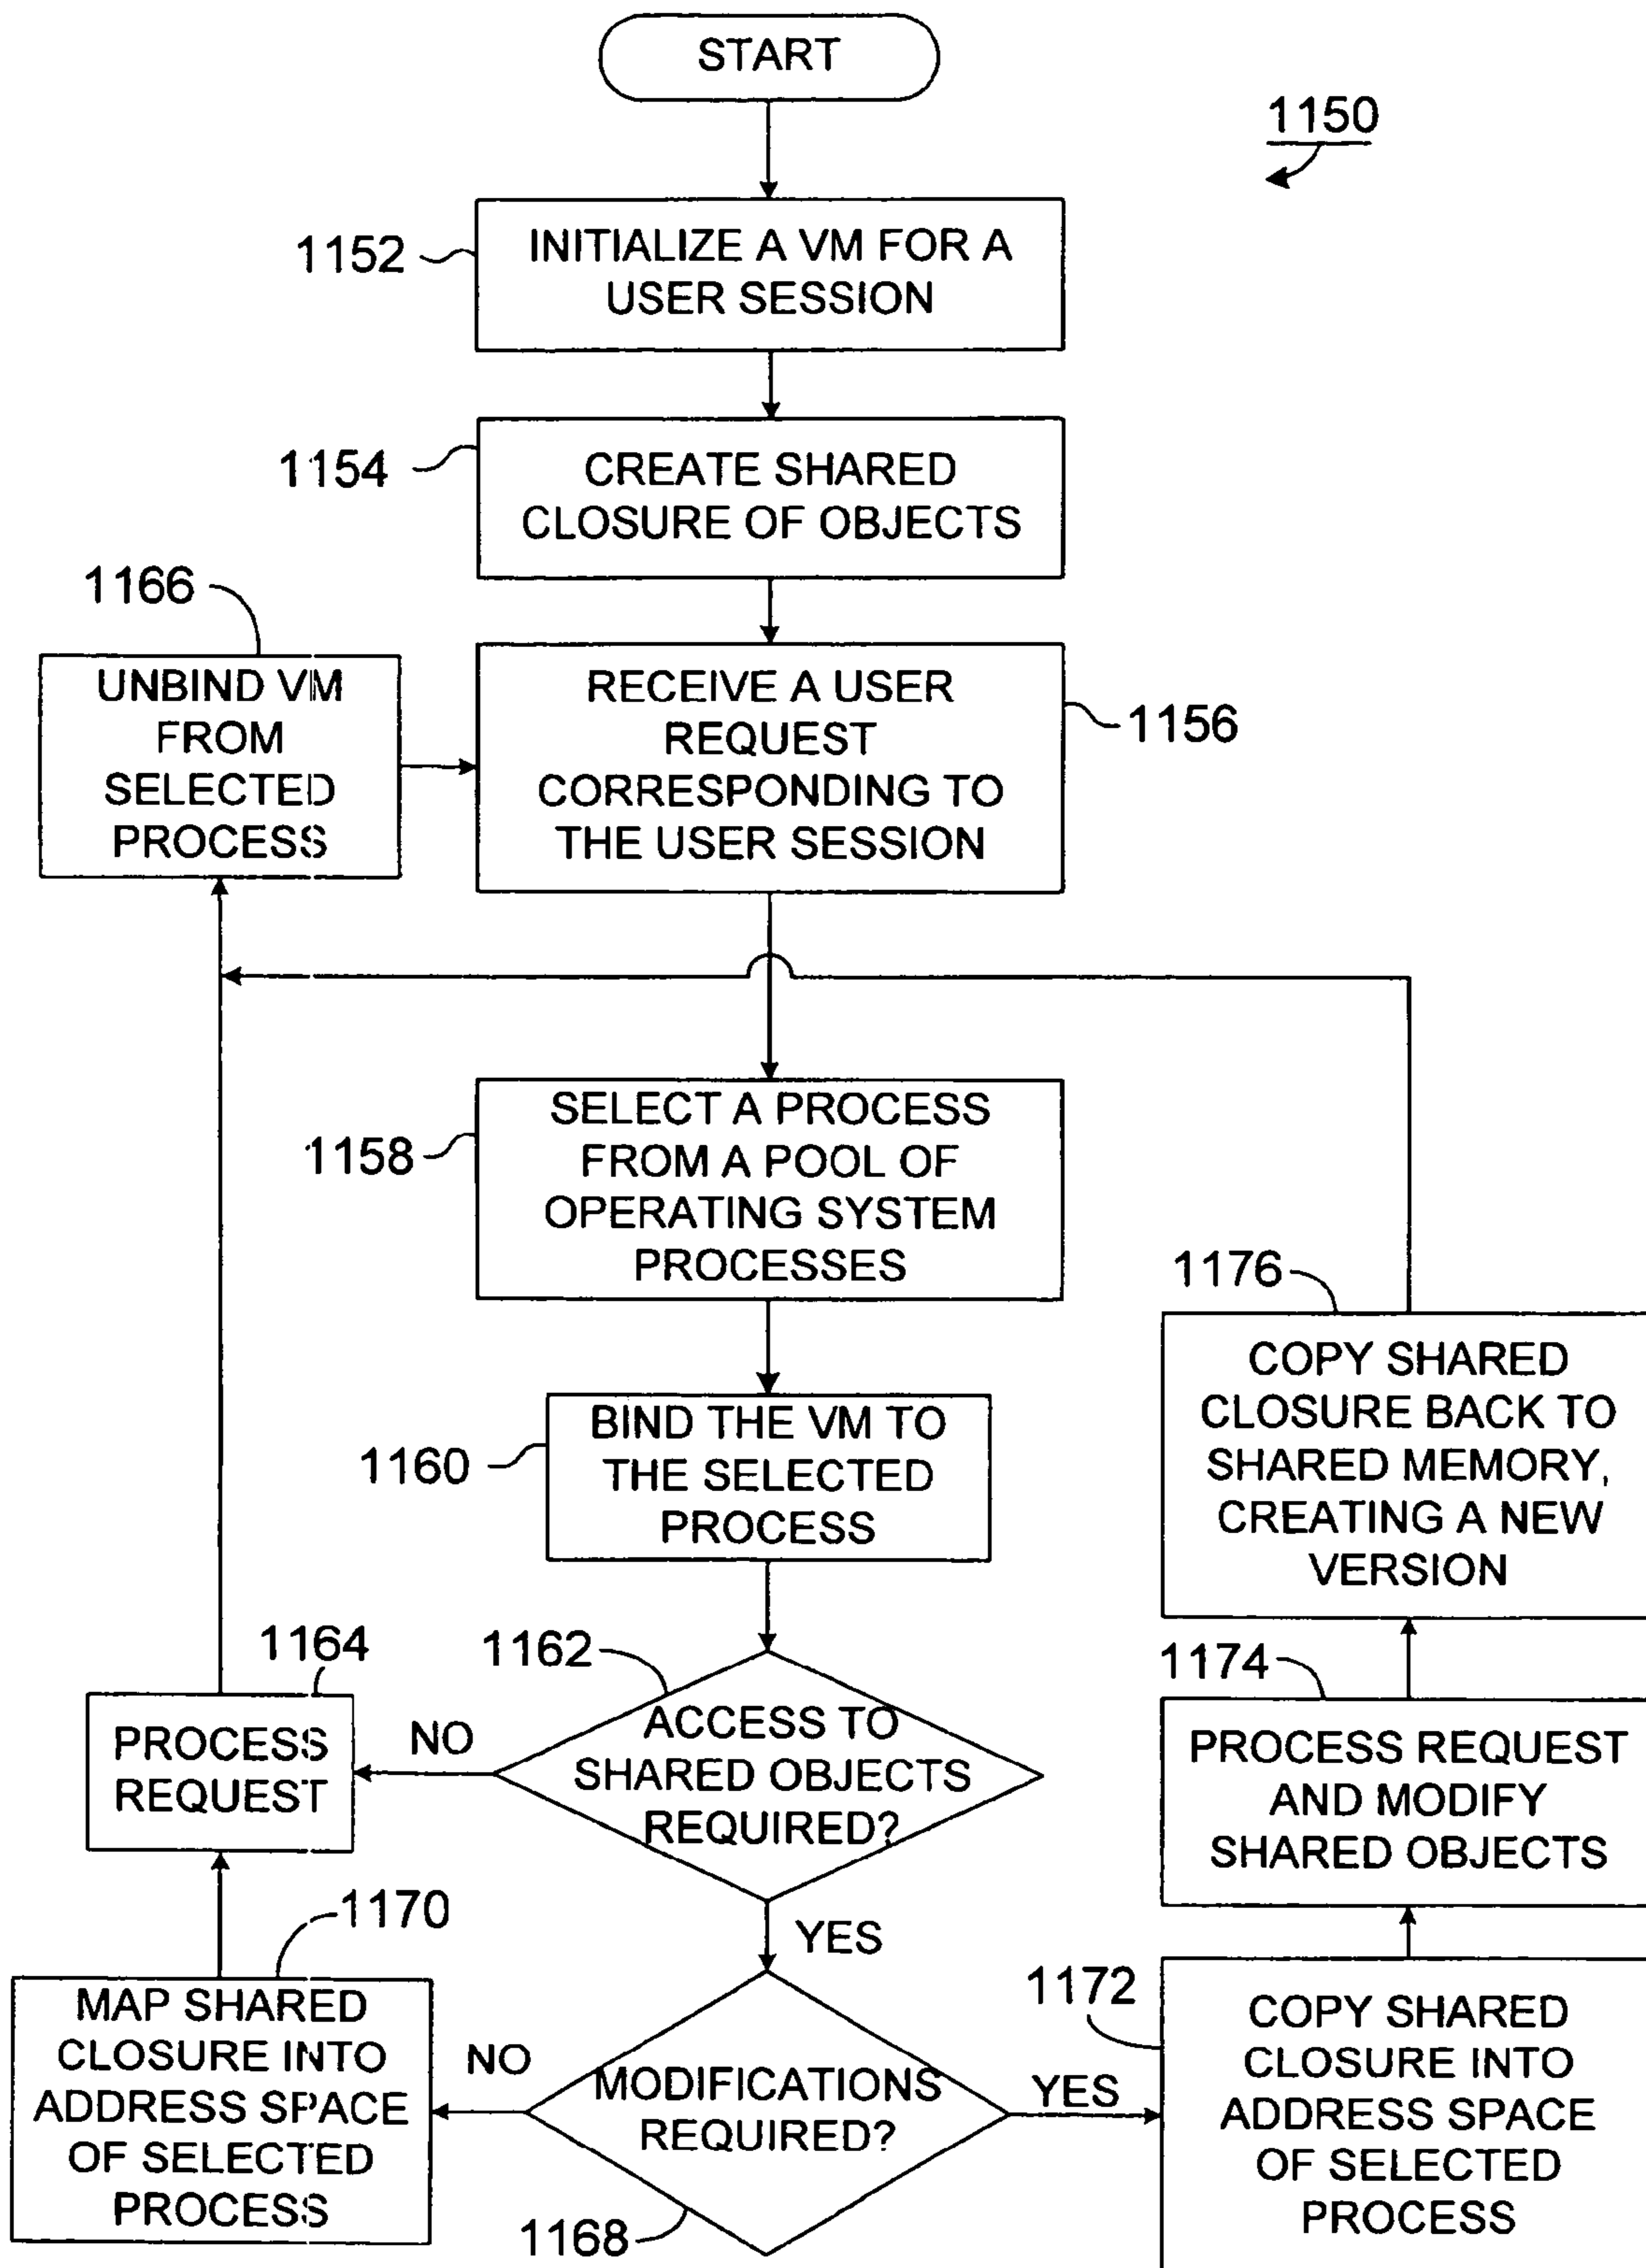 START
1150
1152
INITIALIZE A VM FOR A
USER SESSION
1154
CREATE SHARED
CLOSURE OF OBJECTS
1166
UNBIND VM
FROM
SELECTED
PROCESS
RECEIVE A USER
REQUEST
CORRESPONDING TO
THE USER SESSION
1156
1158
SELECT A PROCESS
FROM A POOL OF
OPERATING SYSTEM
PROCESSES
1160
BIND THE VM TO
THE SELECTED
PROCESS
1176
COPY SHARED
CLOSURE BACK TO
SHARED MEMORY,
CREATING A NEW
VERSION
1164
PROCESS
REQUEST
NO
1162
ACCESS TO
SHARED OBJECTS
REQUIRED?
YES
1174
PROCESS REQUEST
AND MODIFY
SHARED OBJECTS
1170
MAP SHARED
CLOSURE INTO
ADDRESS SPACE
OF SELECTED
PROCESS
NO
MODIFICATIONS
REQUIRED?
1168
YES
1172
COPY SHARED
CLOSURE INTO
ADDRESS SPACE
OF SELECTED
PROCESS